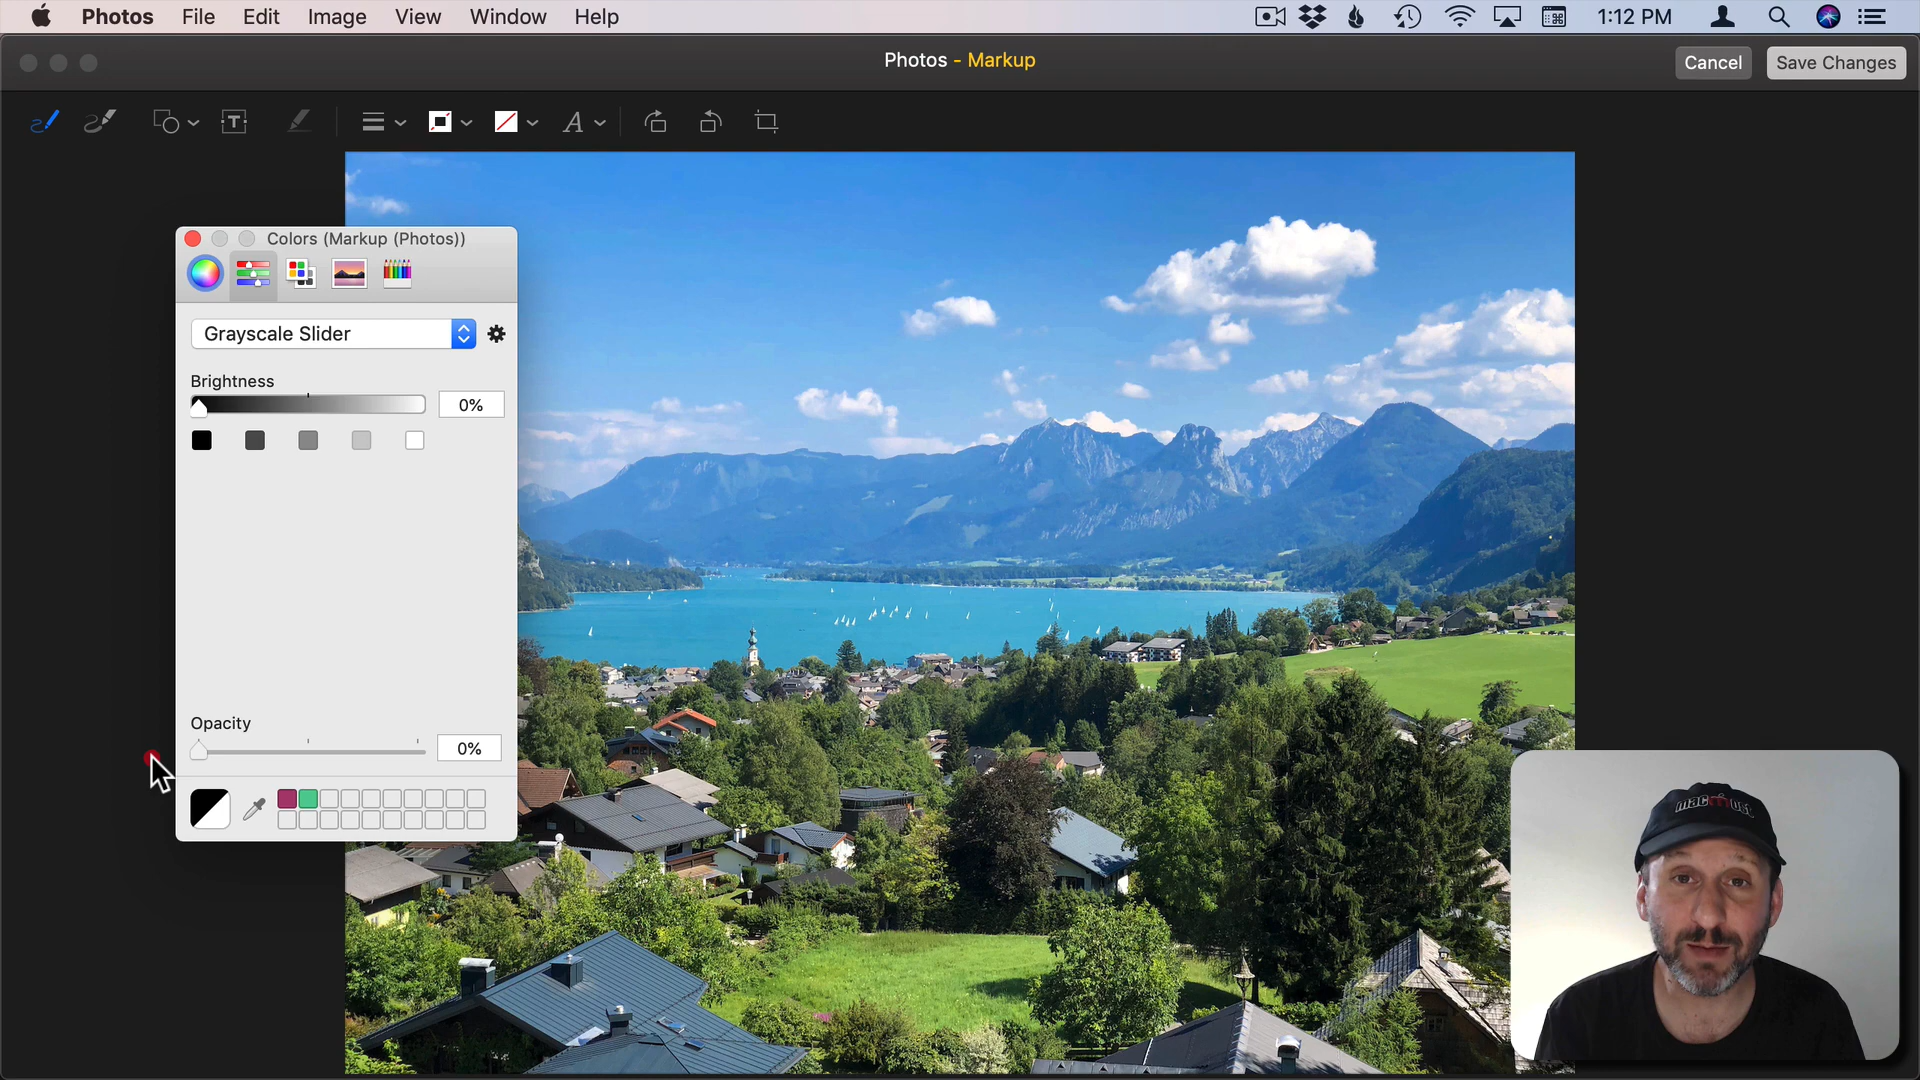 Photos File Edit Image View Window Help 1:12 PM
Photos - Markup
Cancel
Save Changes
T
A
Colors (Markup (Photos))
Grayscale Slider
Brightness
0%
Opacity
0%